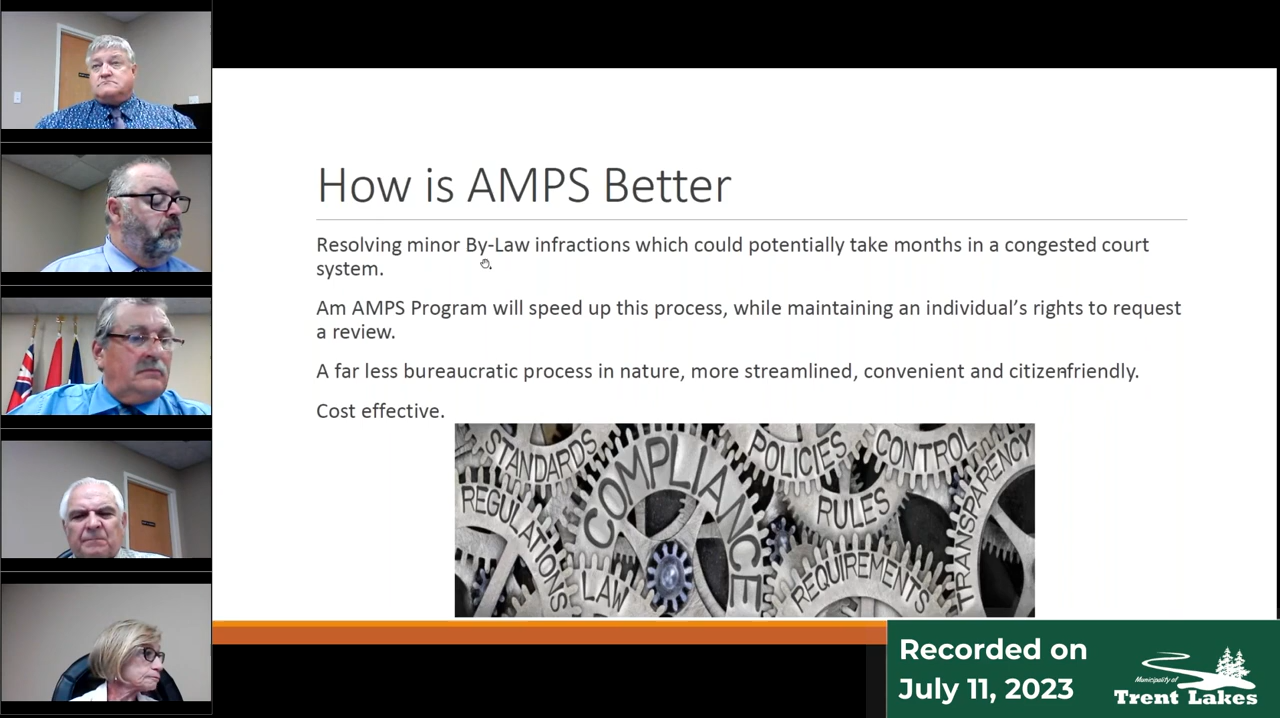 How is AMPS Better
Resolving minor By-Law infractions which could potentially take months in a congested court
system.
Am AMPS Program will speed up this process, while maintaining an individual's rights to request
a review.
A far less bureaucratic process in nature, more streamlined, convenient and citizen-friendly.
Cost effective.
STANDARDS
COMPLIANCE
POLICIES
CONTROL
TRANSPARENCY
REGULATIONS
RULES
LAW
REQUIREMENTS
Recorded on
July 11, 2023
Municipality of
Trent Lakes